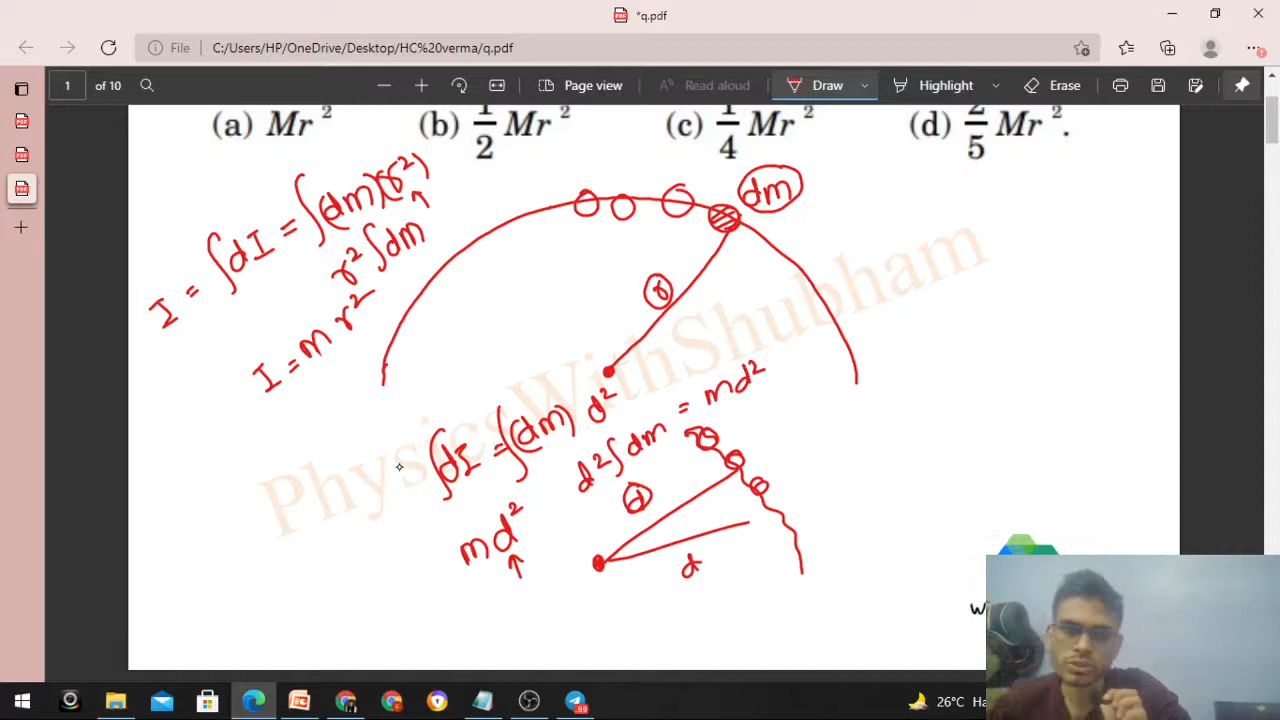 *q.pdf
File C:/Users/HP/OneDrive/Desktop/HC%20verma/q.pdf
1 of 10 Page view Read aloud Draw Highlight Erase
(a) Mr² (b) 1/2 Mr² (c) 1/4 Mr² (d) 2/5 Mr².
I = ∫dI = ∫(dm)(r²)
r²∫dm
I = mr²
dm
r
∫dI = ∫(dm) d²
d²∫dm = md²
md²
d
d
PhysicsWithShubham
99
26°C